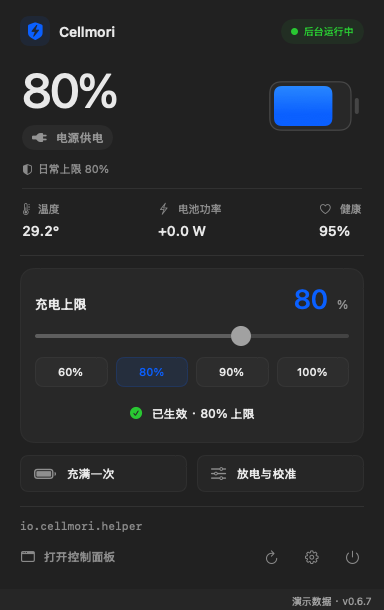 Cellmori
后台运行中
80%
电源供电
日常上限 80%
温度 电池功率 健康
29.2° +0.0 W 95%
充电上限 80 %
60% 80% 90% 100%
已生效 · 80% 上限
充满一次 放电与校准
io.cellmori.helper
打开控制面板
演示数据 · v0.6.7